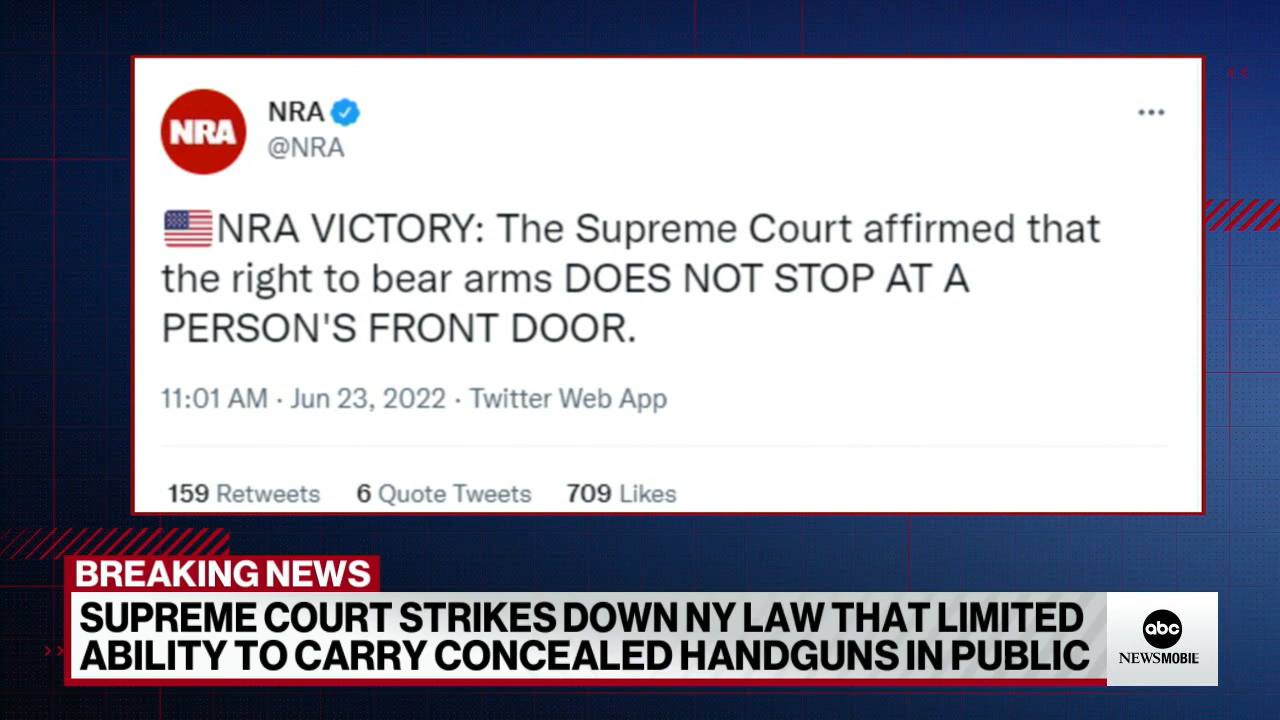 NRA
NRA
@NRA
NRA VICTORY: The Supreme Court affirmed that
the right to bear arms DOES NOT STOP AT A
PERSON'S FRONT DOOR.
11:01 AM · Jun 23, 2022 · Twitter Web App
159 Retweets 6 Quote Tweets 709 Likes
BREAKING NEWS
SUPREME COURT STRIKES DOWN NY LAW THAT LIMITED
ABILITY TO CARRY CONCEALED HANDGUNS IN PUBLIC
abc
NEWSMOBIE